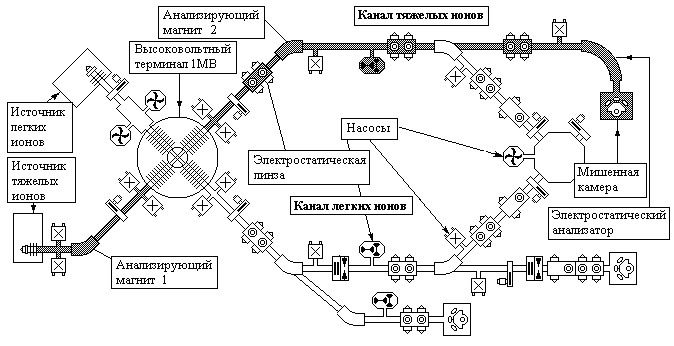 Анализирующий
магнит 2
Канал тяжелых ионов
Высоковольтный
терминал 1МВ
Источник
легких
ионов
Насосы
Источник
тяжелых
ионов
Электростатическая
линза
Мишенная
камера
Канал легких ионов
Электростатический
анализатор
Анализирующий
магнит 1